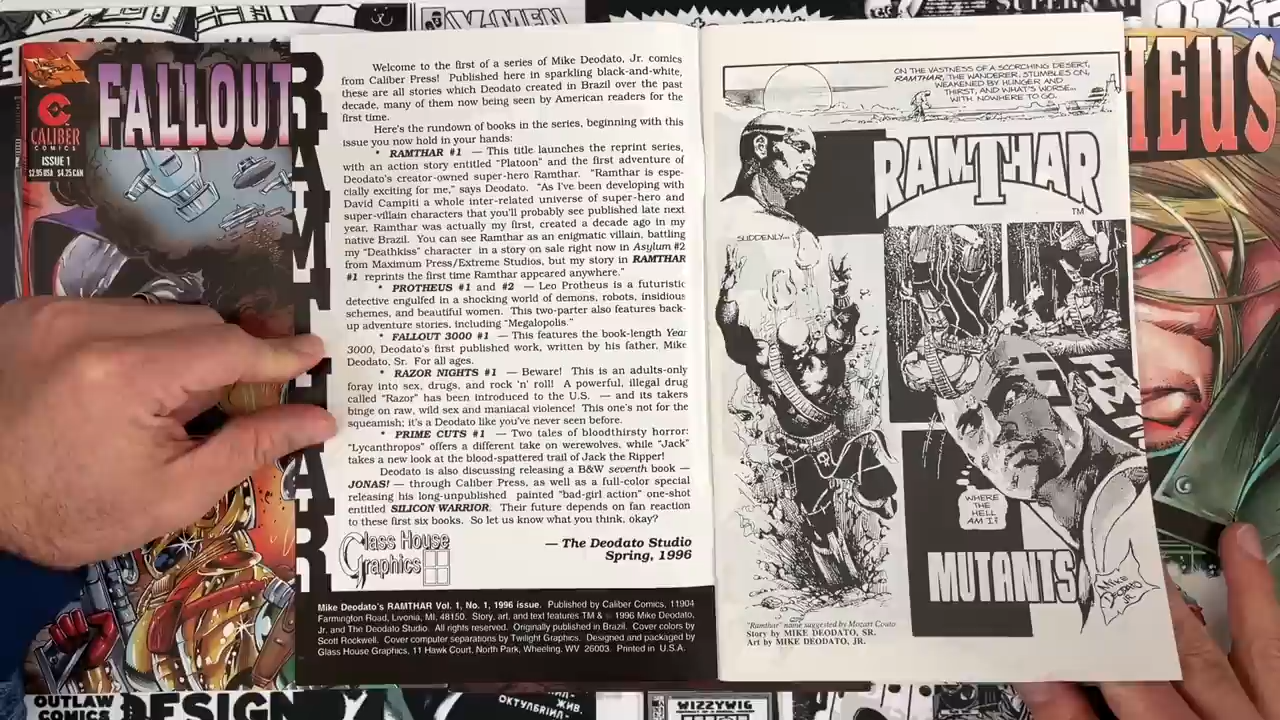 X-MEN
FALLOUT
CALIBER
COMICS
ISSUE 1
$2.95 USA $4.25 CAN
RAMTHAR
Welcome to the first of a series of Mike Deodato, Jr. comics
from Caliber Press! Published here in sparkling black-and-white,
these are all stories which Deodato created in Brazil over the past
decade, many of them now being seen by American readers for the
first time.
Here's the rundown of books in the series, beginning with this
issue you now hold in your hands:
* RAMTHAR #1 — This title launches the reprint series,
with an action story entitled "Platoon" and the first adventure of
Deodato's creator-owned super-hero Ramthar. "Ramthar is espe-
cially exciting for me," says Deodato. "As I've been developing with
David Campiti a whole inter-related universe of super-hero and
super-villain characters that you'll probably see published late next
year, Ramthar was actually my first, created a decade ago in my
native Brazil. You can see Ramthar as an enigmatic villain, battling
my "Deathkiss" character in a story on sale right now in Asylum #2
from Maximum Press/Extreme Studios, but my story in RAMTHAR
#1 reprints the first time Ramthar appeared anywhere."
* PROTHEUS #1 and #2 — Leo Protheus is a futuristic
detective engulfed in a shocking world of demons, robots, insidious
schemes, and beautiful women. This two-parter also features back-
up adventure stories, including "Megalopolis."
* FALLOUT 3000 #1 — This features the book-length Year
3000, Deodato's first published work, written by his father, Mike
Deodato, Sr. For all ages.
* RAZOR NIGHTS #1 — Beware! This is an adults-only
foray into sex, drugs, and rock 'n' roll! A powerful, illegal drug
called "Razor" has been introduced to the U.S. — and its takers
binge on raw, wild sex and maniacal violence! This one's not for the
squeamish; it's a Deodato like you've never seen before.
* PRIME CUTS #1 — Two tales of bloodthirsty horror:
"Lycanthropos" offers a different take on werewolves, while "Jack"
takes a new look at the blood-spattered trail of Jack the Ripper!
Deodato is also discussing releasing a B&W seventh book —
JONAS! — through Caliber Press, as well as a full-color special
releasing his long-unpublished painted "bad-girl action" one-shot
entitled SILICON WARRIOR. Their future depends on fan reaction
to these first six books. So let us know what you think, okay?
Glass House
Graphics
— The Deodato Studio
Spring, 1996
Mike Deodato's RAMTHAR Vol. 1, No. 1, 1996 issue. Published by Caliber Comics, 11904
Farmington Road, Livonia, MI, 48150. Story, art, and text features TM & © 1996 Mike Deodato,
Jr. and The Deodato Studio. All rights reserved. Originally published in Brazil. Cover colors by
Scott Rockwell. Cover computer separations by Twilight Graphics. Designed and packaged by
Glass House Graphics, 11 Hawk Court, North Park, Wheeling, WV 26003. Printed in U.S.A.
ON THE VASTNESS OF A SCORCHING DESERT,
RAMTHAR, THE WANDERER, STUMBLES ON,
WEAKENED BY HUNGER AND
THIRST, AND WHAT'S WORSE...
WITH NOWHERE TO GO.
RAMTHAR
TM
SUDDENLY...
WHERE
THE
HELL
AM I?
MUTANTS
MIKE
DEODATO
JR
"Ramthar" name suggested by Mozart Couto
Story by MIKE DEODATO, SR.
Art by MIKE DEODATO, JR.
HEUS
OUTLAW
COMICS
DESIGN
ОКТУЛБRIUЛ
ЖИВ.
WIZZYWIG